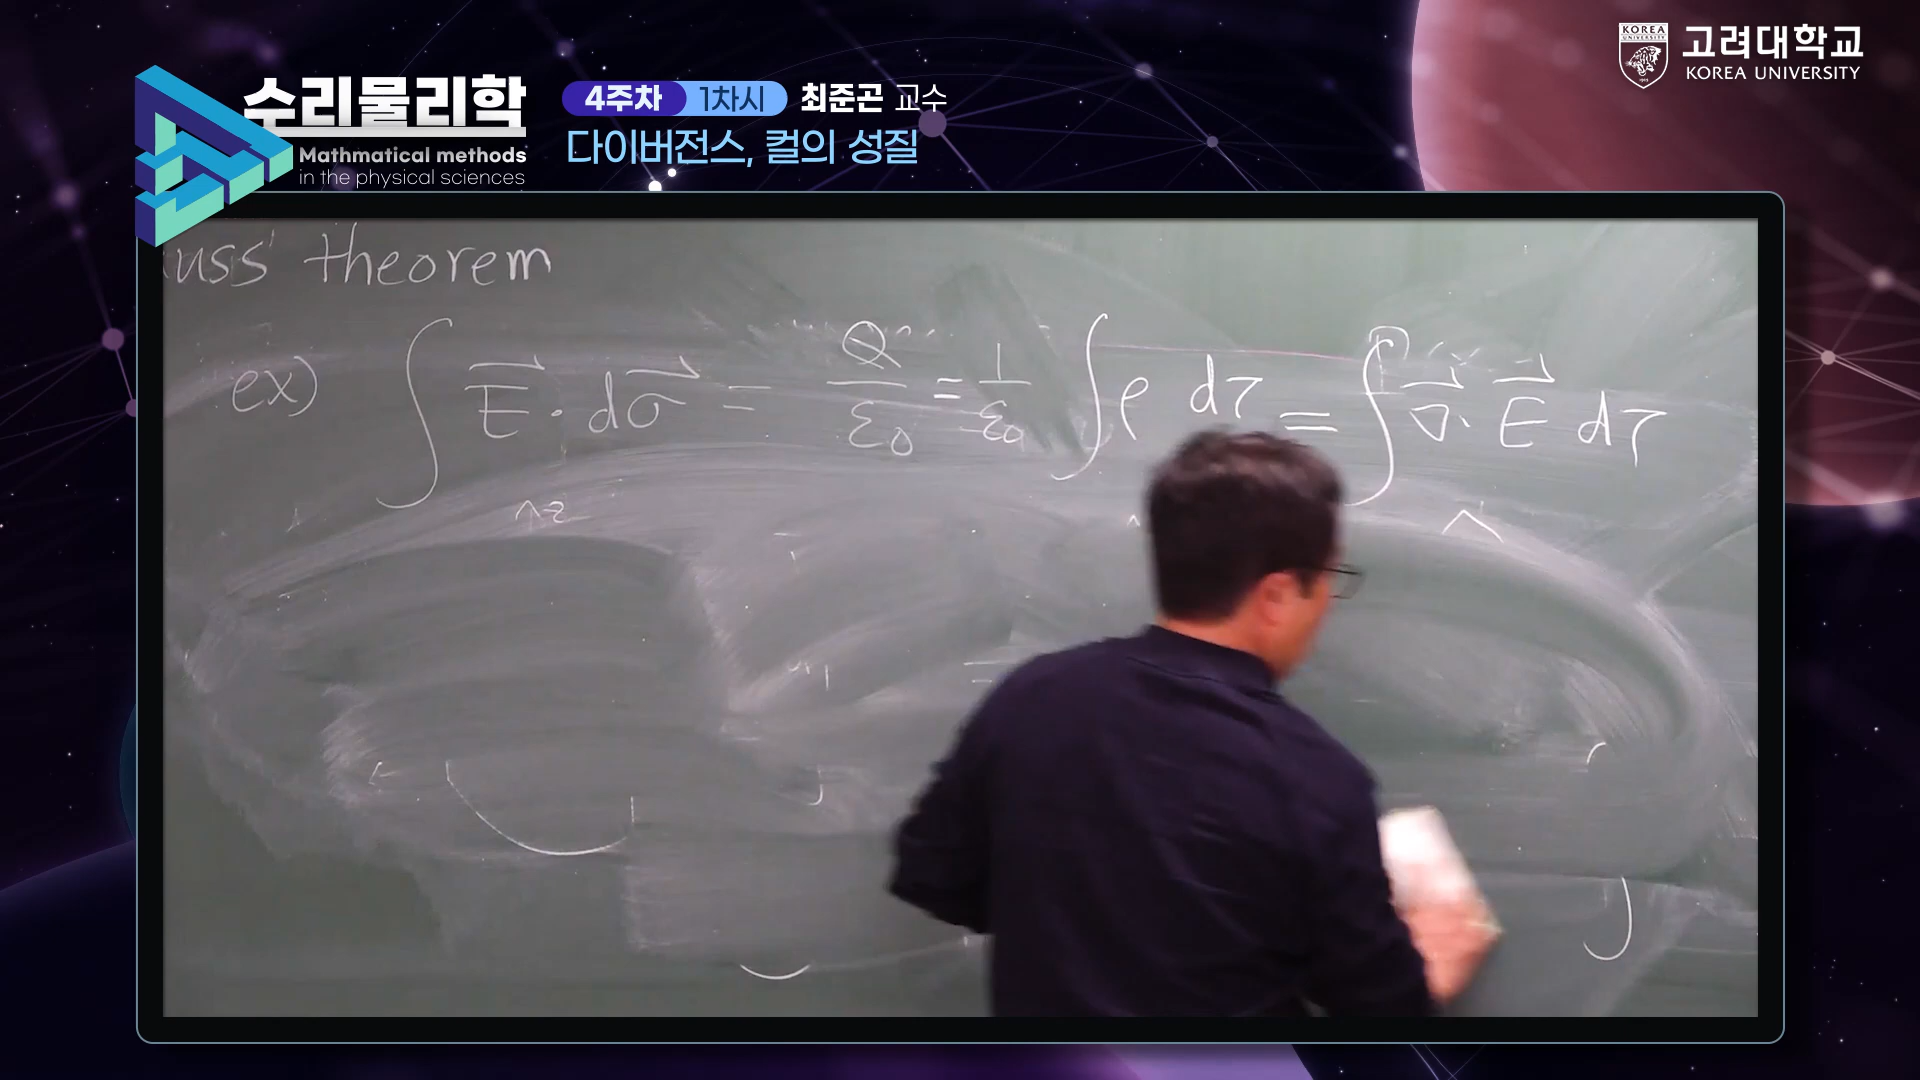 KOREA
UNIVERSITY
1905
고려대학교
KOREA UNIVERSITY
수리물리학
Mathmatical methods
in the physical sciences
4주차 1차시 최준곤 교수
다이버전스, 컬의 성질
uss' theorem
ex) ∫ E⃗ · dσ⃗ = Q/ε₀ = 1/ε₀ ∫ ρ dτ = ∫ ∇⃗ · E⃗ dτ